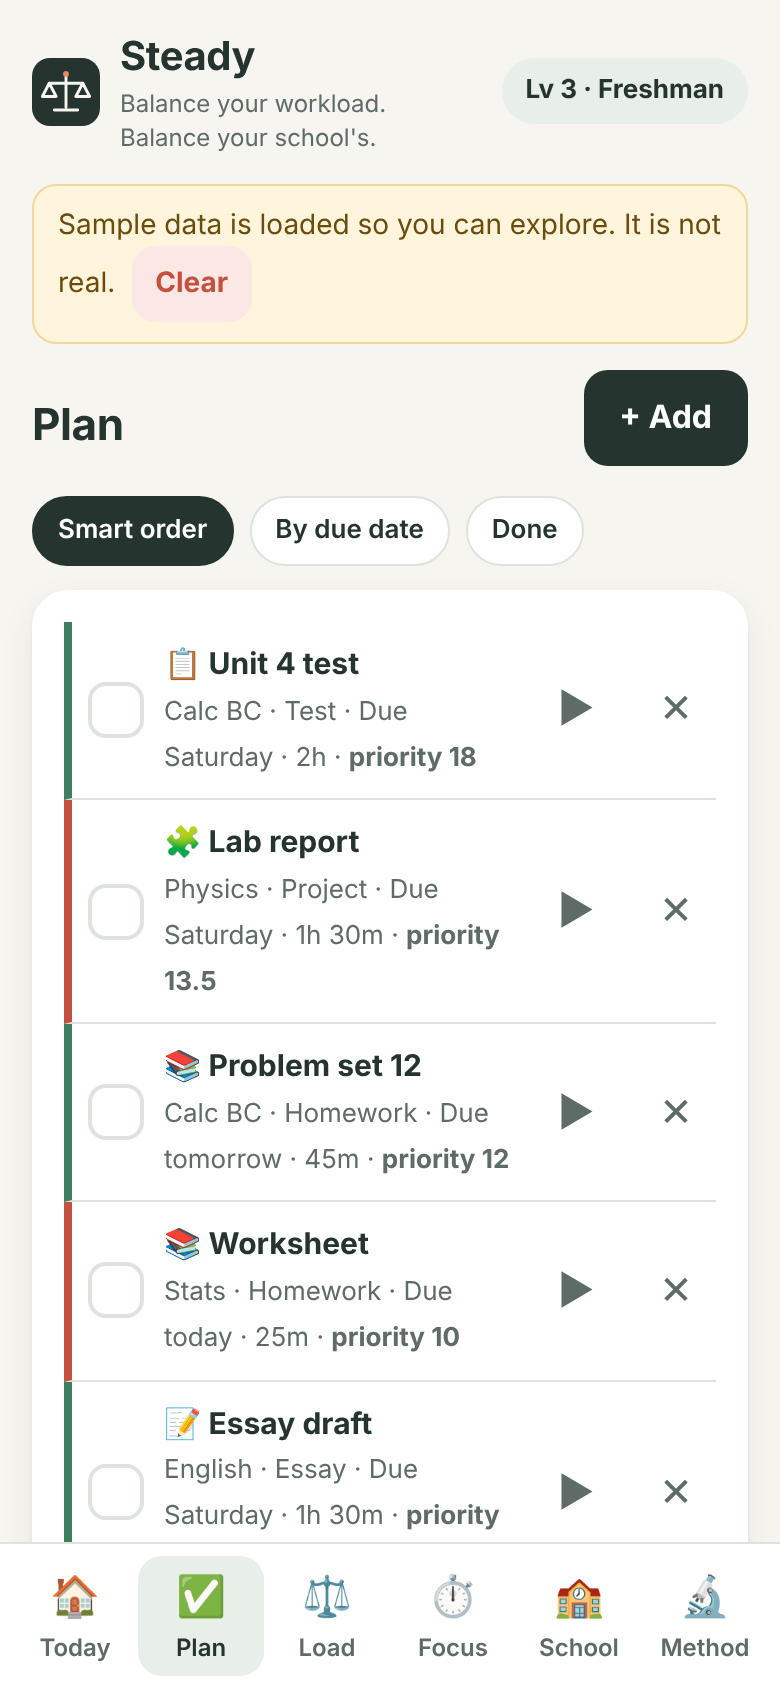 Steady
Balance your workload.
Balance your school's.
Lv 3 · Freshman
Sample data is loaded so you can explore. It is not
real. Clear
Plan
+ Add
Smart order
By due date
Done
Unit 4 test
Calc BC · Test · Due
Saturday · 2h · priority 18
Lab report
Physics · Project · Due
Saturday · 1h 30m · priority
13.5
Problem set 12
Calc BC · Homework · Due
tomorrow · 45m · priority 12
Worksheet
Stats · Homework · Due
today · 25m · priority 10
Essay draft
English · Essay · Due
Saturday · 1h 30m · priority
Today
Plan
Load
Focus
School
Method